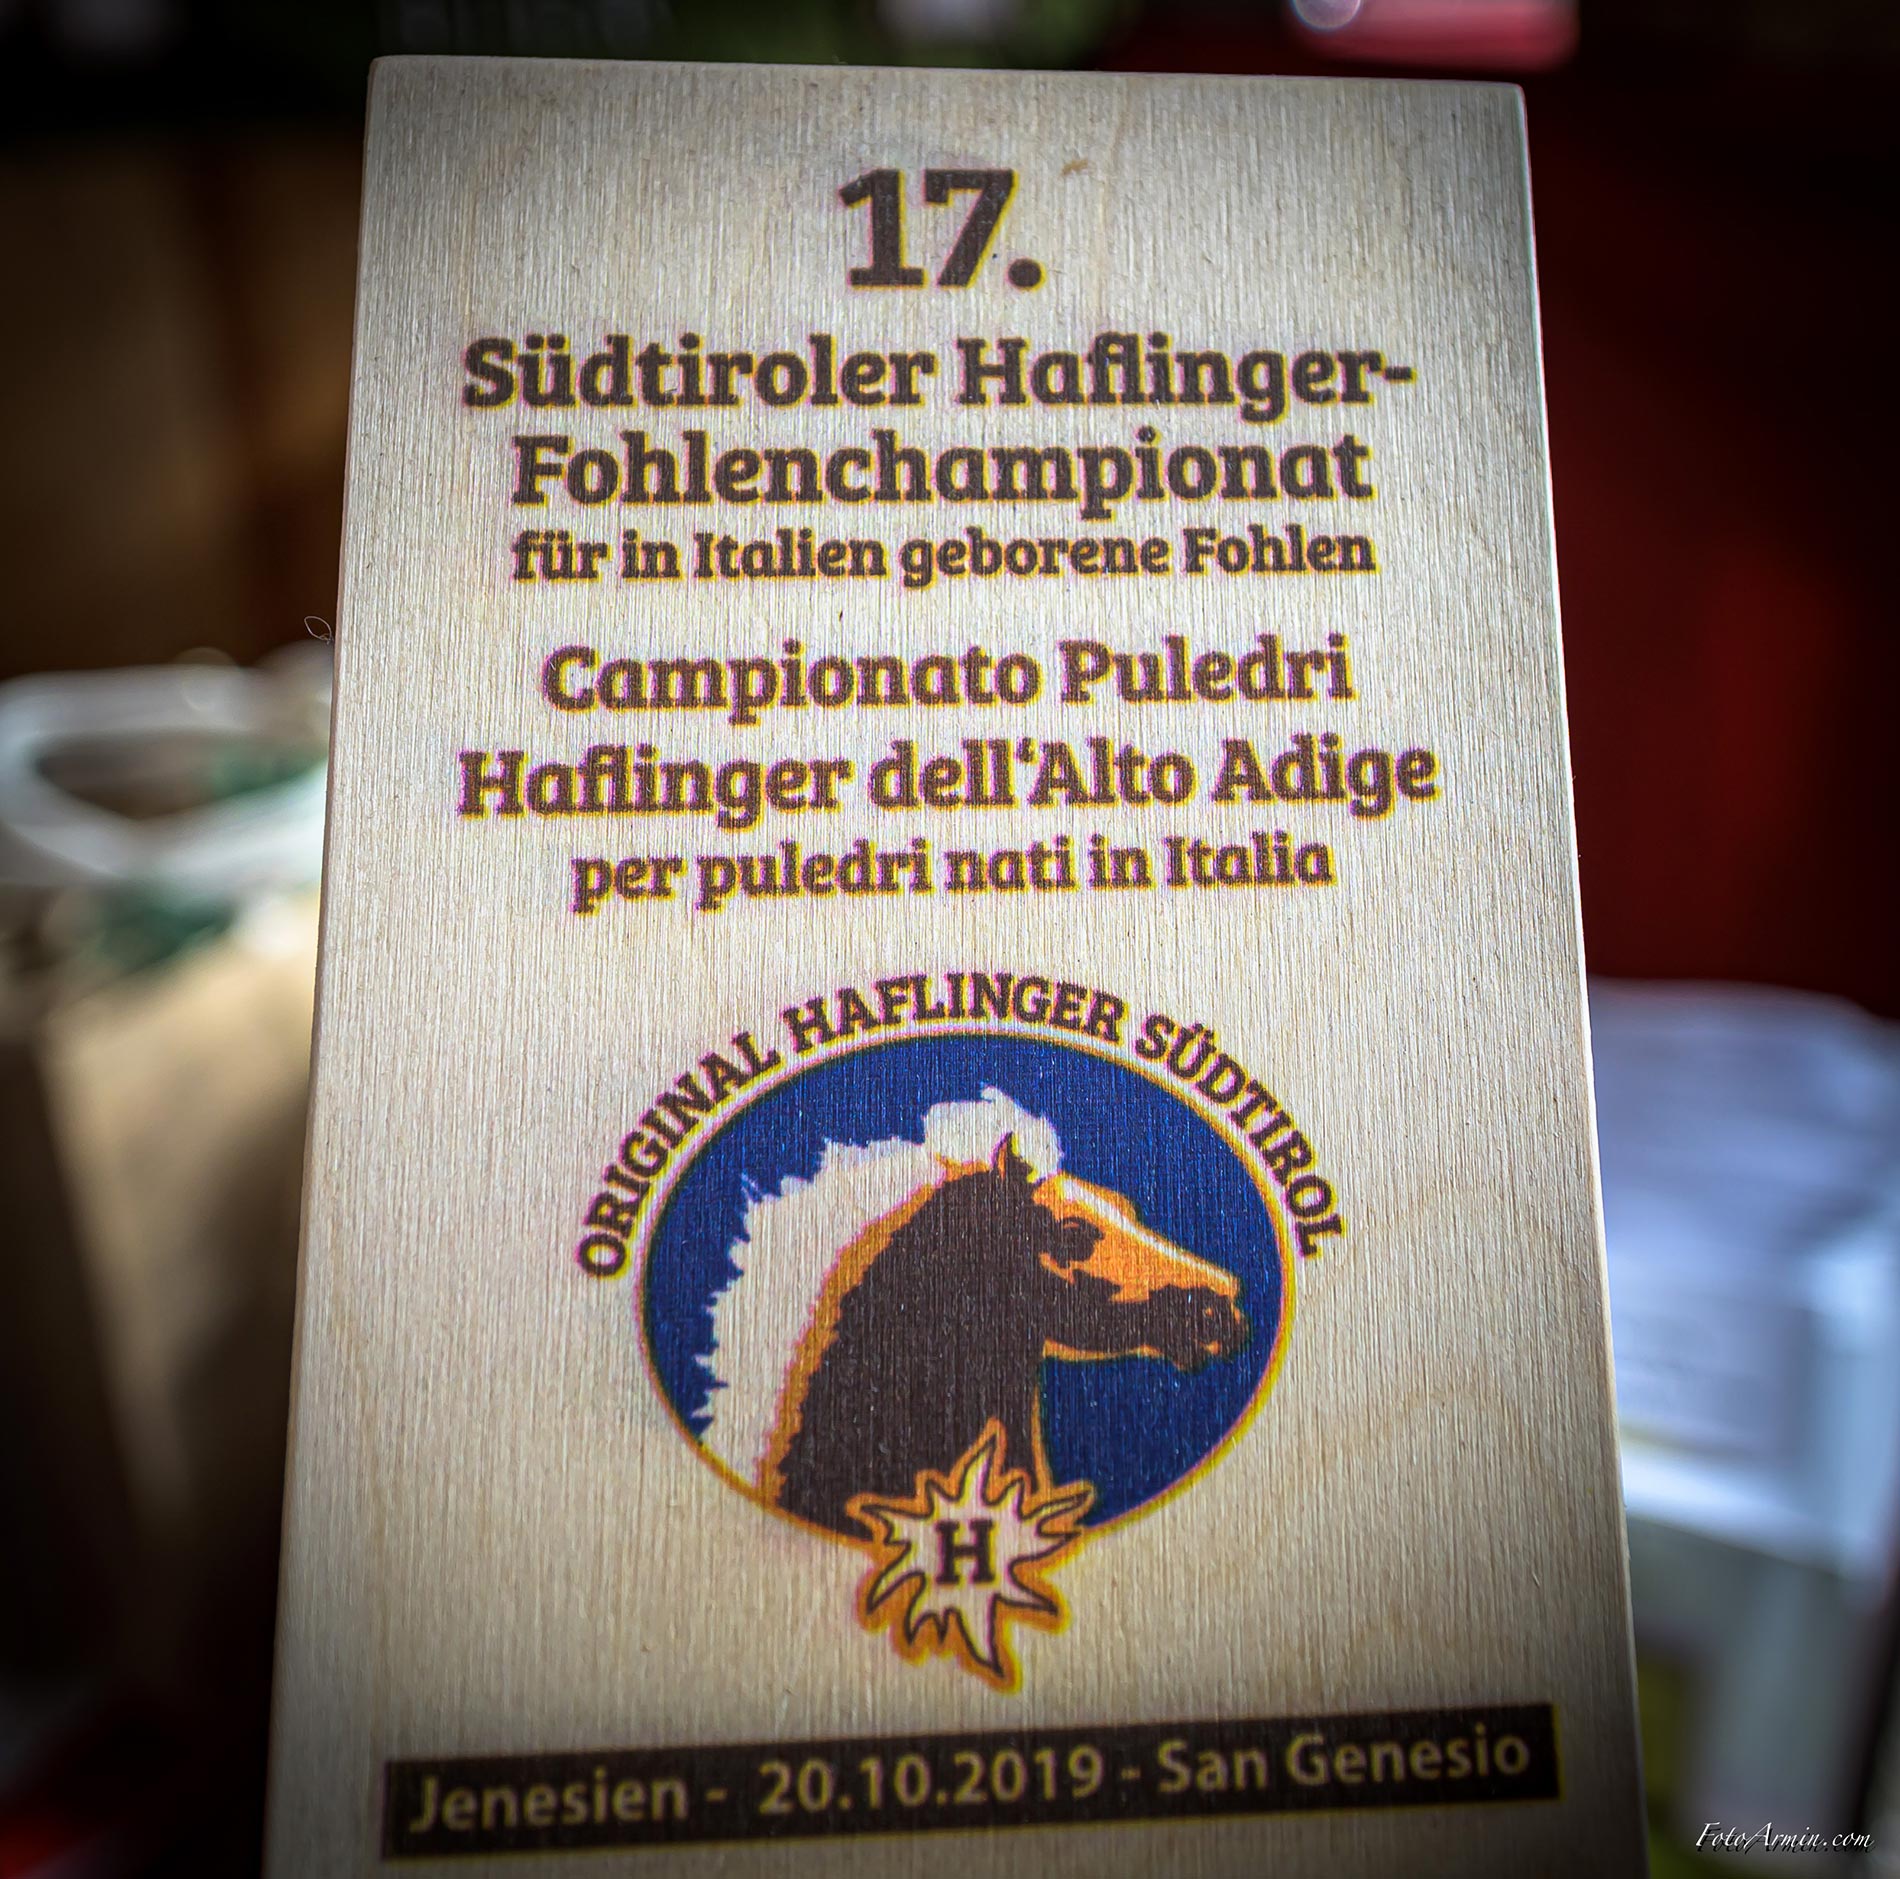 17.
Südtiroler Haflinger-
Fohlenchampionat
für in Italien geborene Fohlen
Campionato Puledri
Haflinger dell‘Alto Adige
per puledri nati in Italia
ORIGINAL HAFLINGER SÜDTIROL
H
Jenesien - 20.10.2019 - San Genesio
FotoArmin.com